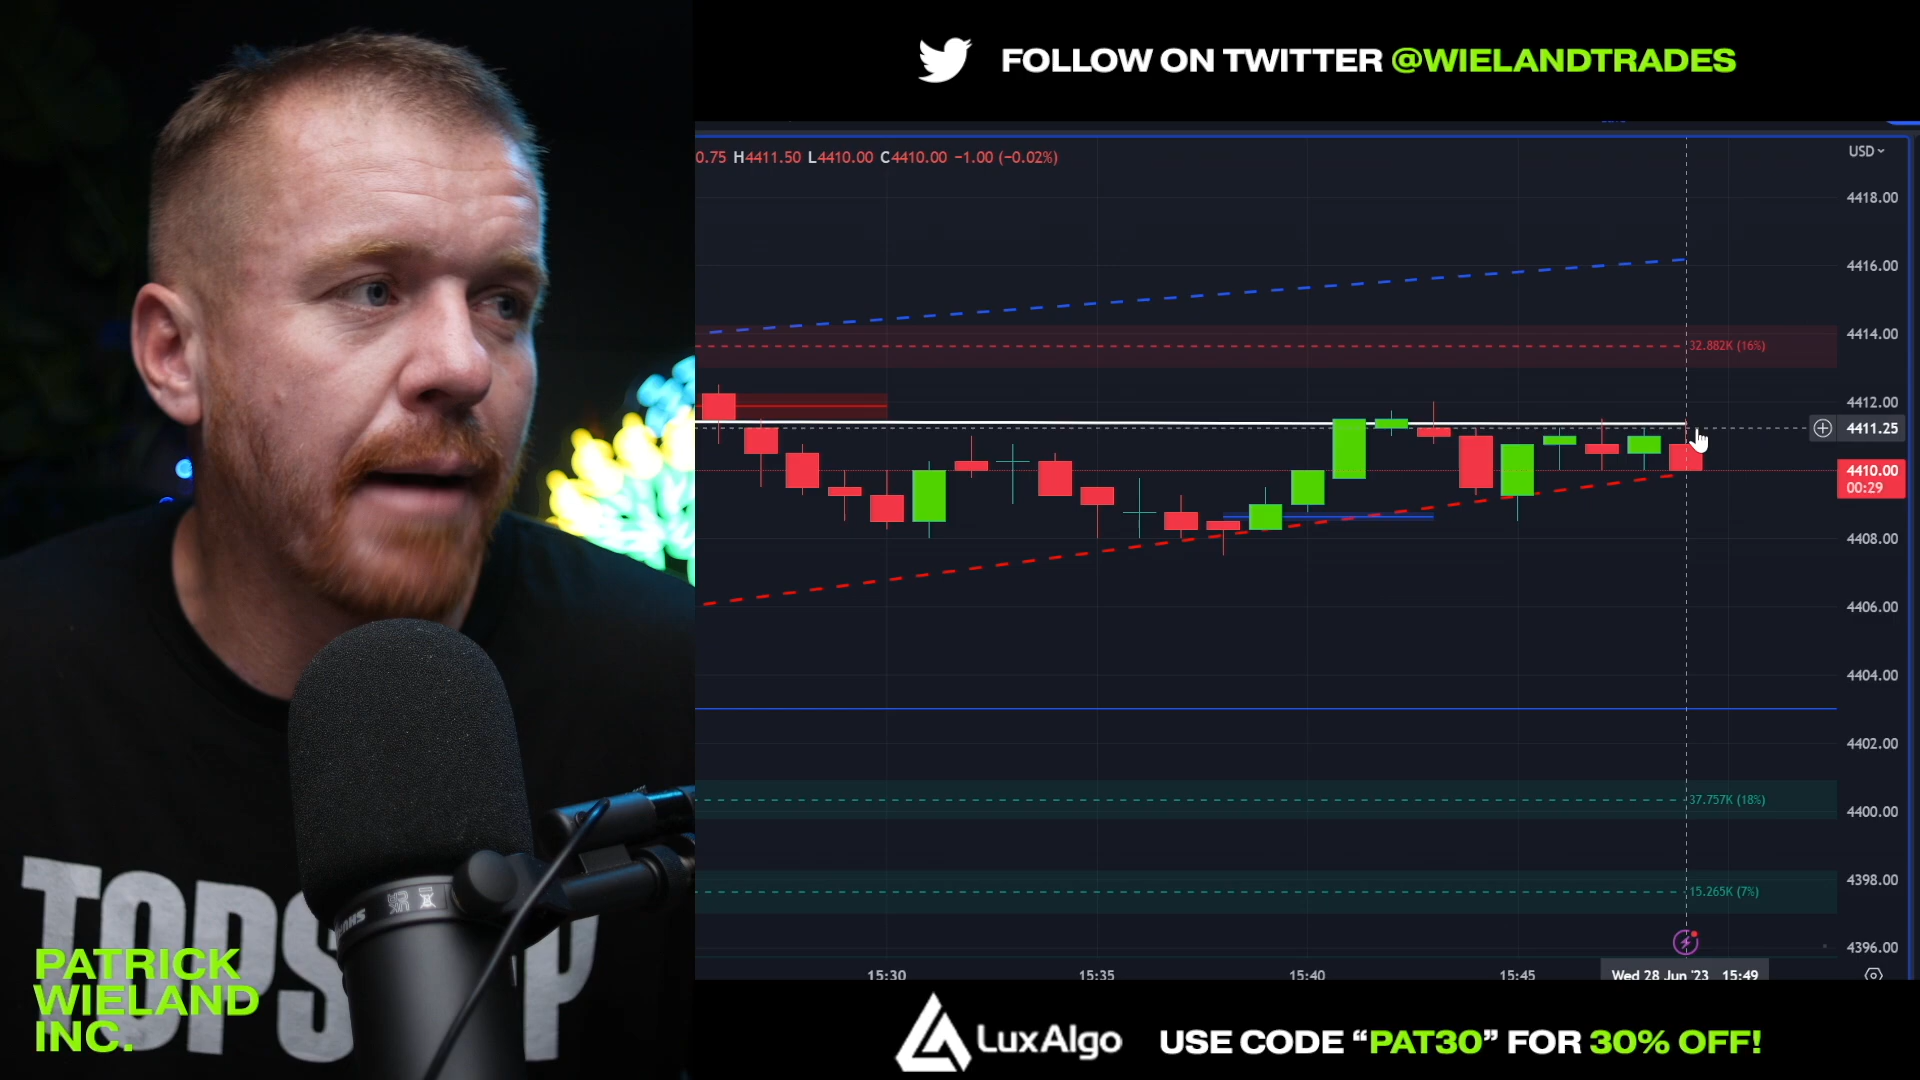 FOLLOW ON TWITTER @WIELANDTRADES
0.75 H4411.50 L4410.00 C4410.00 −1.00 (−0.02%)
USD
4418.00
4416.00
4414.00
32.882K (16%)
4412.00
4411.25
4410.00
00:29
4408.00
4406.00
4404.00
4402.00
37.757K (18%)
4400.00
4398.00
15.265K (7%)
4396.00
15:30 15:35 15:40 15:45 Wed 28 Jun '23 15:49
TOPS P
SHU
PATRICK
WIELAND
INC.
LuxAlgo USE CODE “PAT30” FOR 30% OFF!